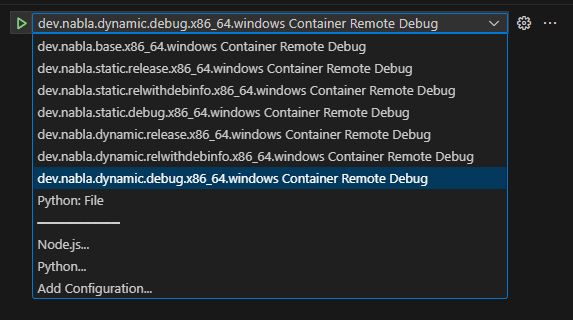 dev.nabla.dynamic.debug.x86_64.windows Container Remote Debug
dev.nabla.base.x86_64.windows Container Remote Debug
dev.nabla.static.release.x86_64.windows Container Remote Debug
dev.nabla.static.relwithdebinfo.x86_64.windows Container Remote Debug
dev.nabla.static.debug.x86_64.windows Container Remote Debug
dev.nabla.dynamic.release.x86_64.windows Container Remote Debug
dev.nabla.dynamic.relwithdebinfo.x86_64.windows Container Remote Debug
dev.nabla.dynamic.debug.x86_64.windows Container Remote Debug
Python: File
Node.js...
Python...
Add Configuration...